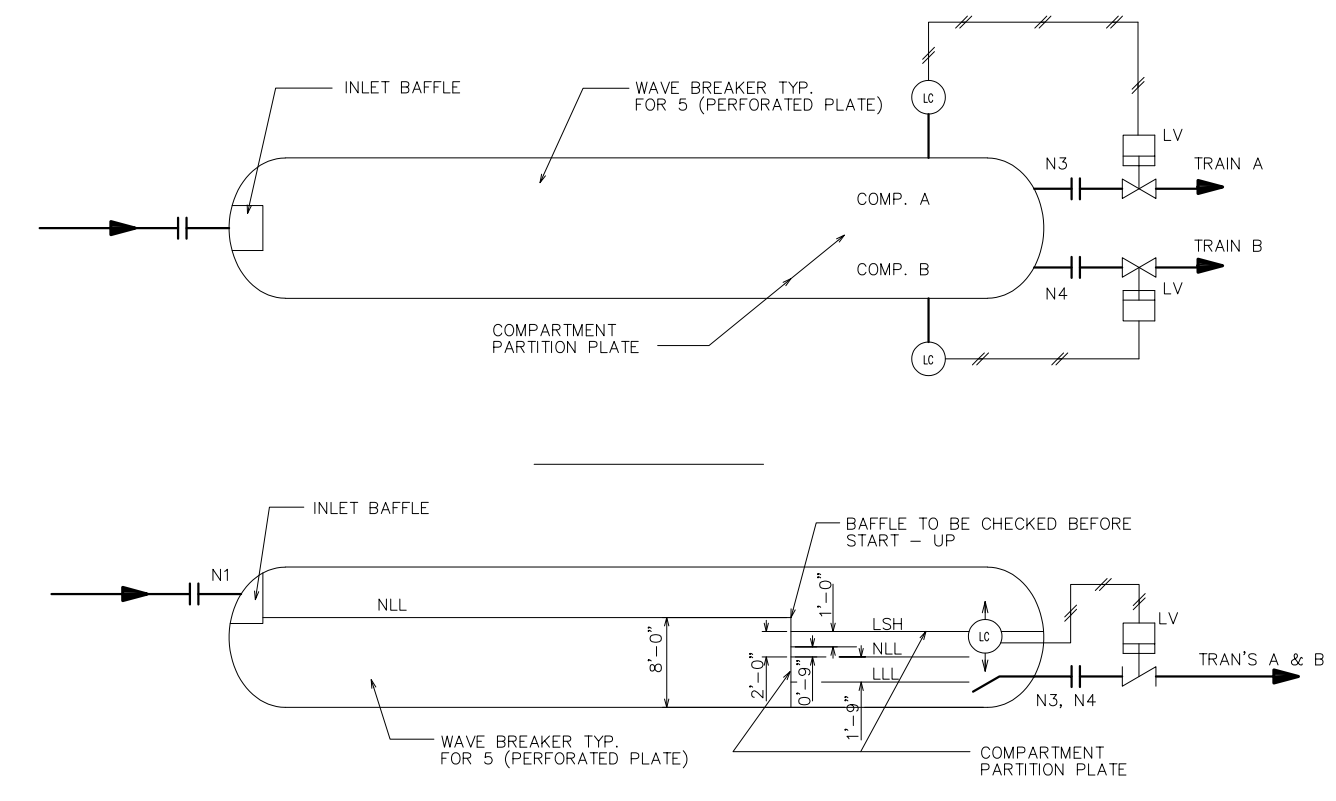 INLET BAFFLE
WAVE BREAKER TYP.
FOR 5 (PERFORATED PLATE)
LC
LV
N3
TRAIN A
COMP. A
COMP. B
TRAIN B
N4
LV
COMPARTMENT
PARTITION PLATE
LC
INLET BAFFLE
BAFFLE TO BE CHECKED BEFORE
START – UP
N1
NLL
1'–0"
LSH
LC
LV
NLL
8'–0"
2'–0"
0'–9"
LLL
1'–9"
TRAN'S A & B
N3, N4
WAVE BREAKER TYP.
FOR 5 (PERFORATED PLATE)
COMPARTMENT
PARTITION PLATE